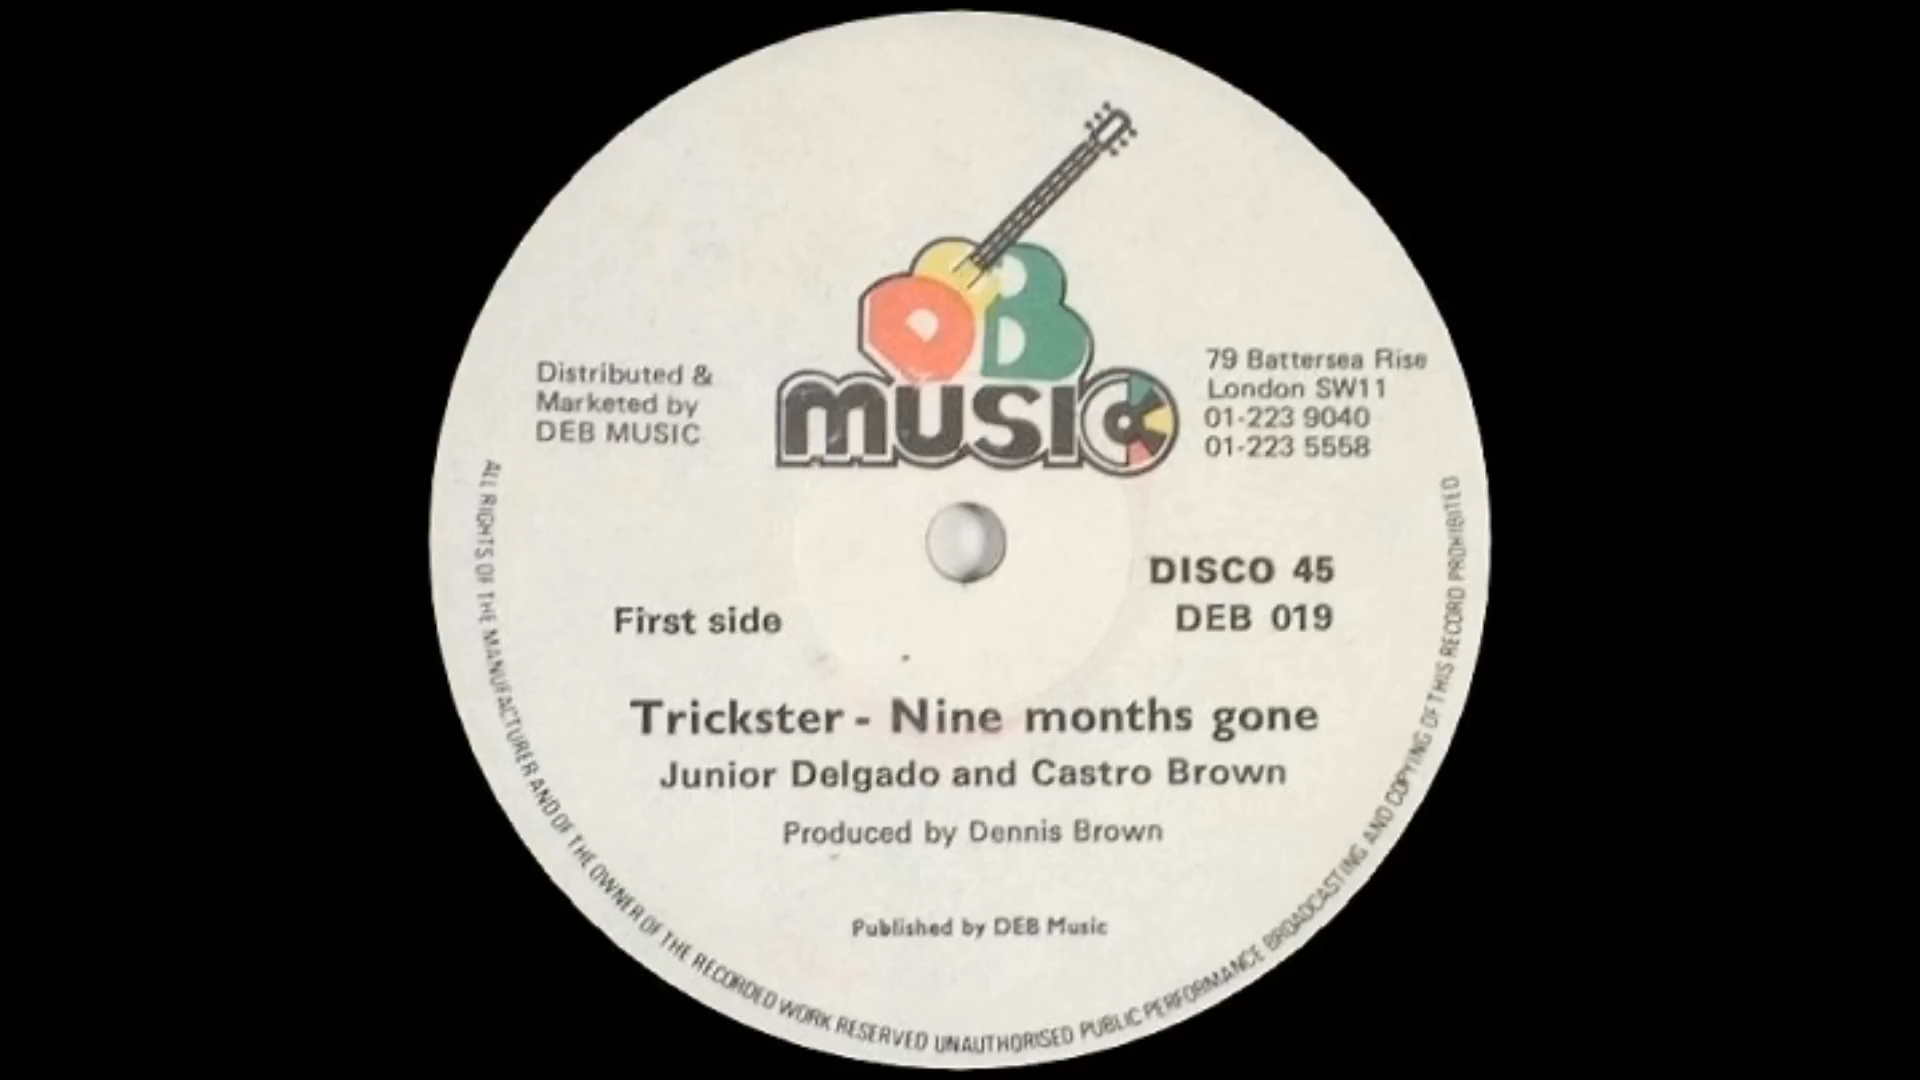 DEB
MUSIC
Distributed &
Marketed by
DEB MUSIC
79 Battersea Rise
London SW11
01-223 9040
01-223 5558
DISCO 45
First side
DEB 019
Trickster - Nine months gone
Junior Delgado and Castro Brown
Produced by Dennis Brown
Published by DEB Music
ALL RIGHTS OF THE MANUFACTURER AND OF THE OWNER OF THE RECORDED WORK RESERVED UNAUTHORISED PUBLIC PERFORMANCE BROADCASTING AND COPYING OF THIS RECORD PROHIBITED